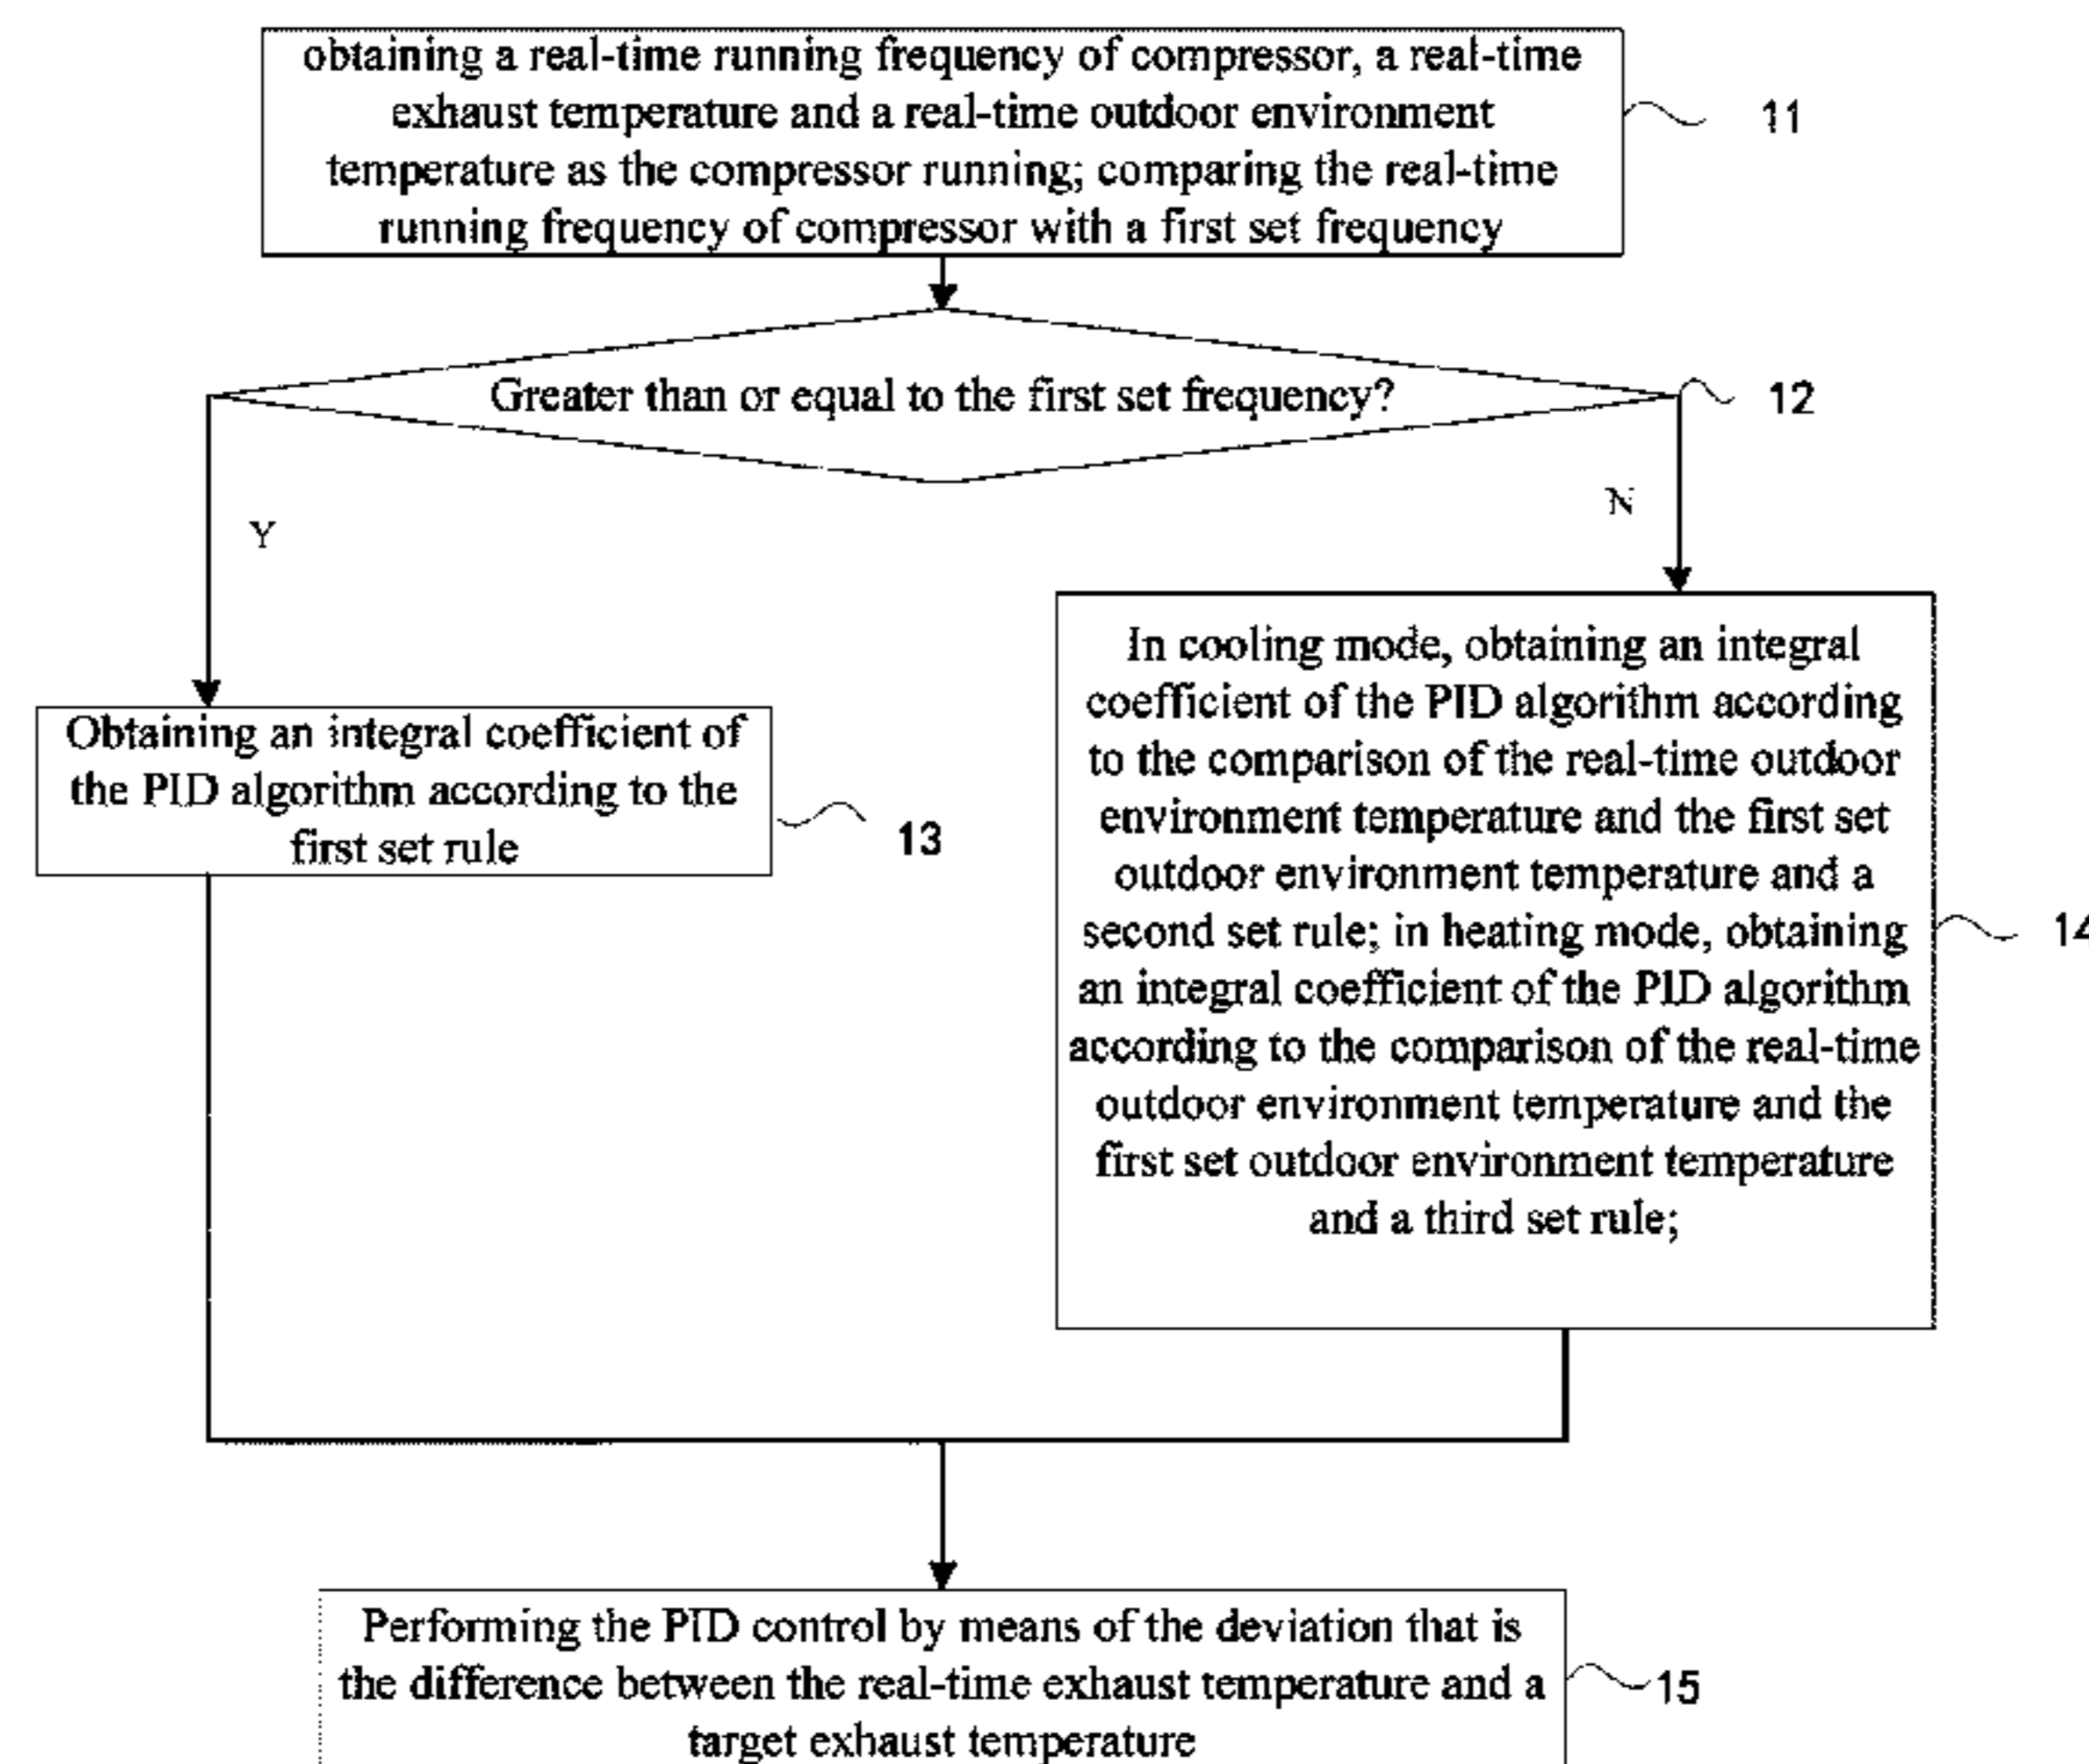 obtaining a real-time running frequency of compressor, a real-time
exhaust temperature and a real-time outdoor environment
temperature as the compressor running; comparing the real-time
running frequency of compressor with a first set frequency
11
Greater than or equal to the first set frequency?
12
Y
N
Obtaining an integral coefficient of
the PID algorithm according to the
first set rule
13
In cooling mode, obtaining an integral
coefficient of the PID algorithm according
to the comparison of the real-time outdoor
environment temperature and the first set
outdoor environment temperature and a
second set rule; in heating mode, obtaining
an integral coefficient of the PID algorithm
according to the comparison of the real-time
outdoor environment temperature and the
first set outdoor environment temperature
and a third set rule;
14
Performing the PID control by means of the deviation that is
the difference between the real-time exhaust temperature and a
target exhaust temperature
15